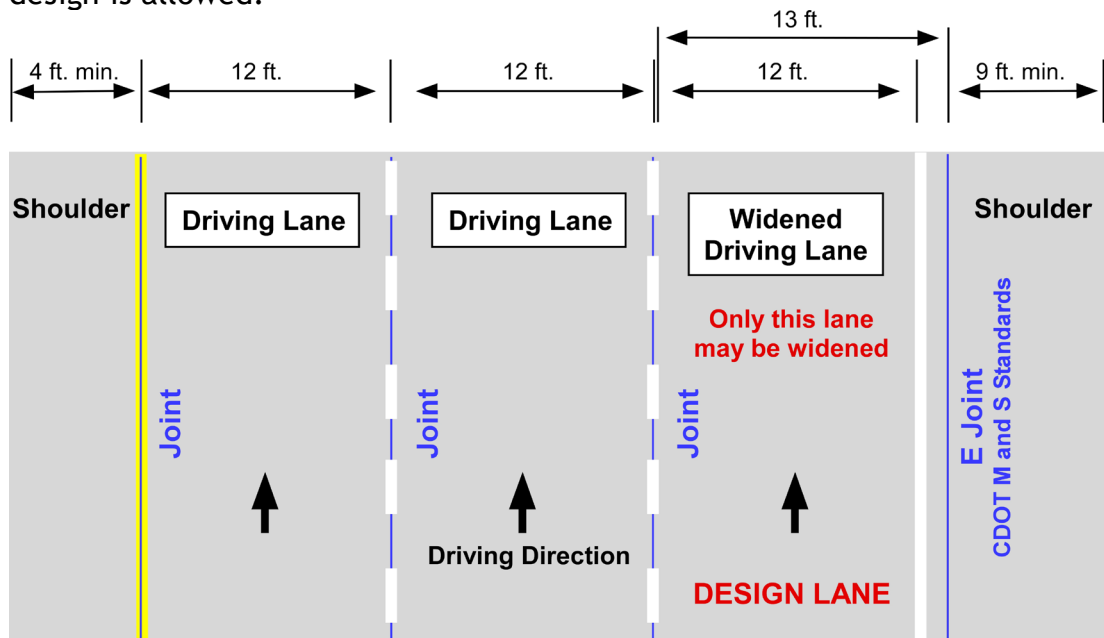 design is allowed.
13 ft.
4 ft. min.
12 ft.
12 ft.
12 ft.
9 ft. min.
Shoulder
Driving Lane
Driving Lane
Widened
Driving Lane
Shoulder
Only this lane
may be widened
Joint
Joint
Joint
E Joint
CDOT M and S Standards
Driving Direction
DESIGN LANE